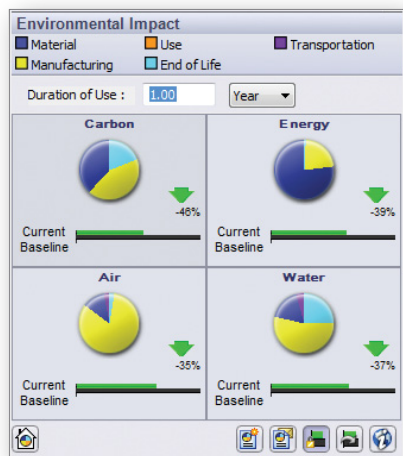 Environmental Impact
Material Use Transportation
Manufacturing End of Life
Duration of Use : 1.00 Year
Carbon Energy
-46% -39%
Current Current
Baseline Baseline
Air Water
-35% -37%
Current Current
Baseline Baseline